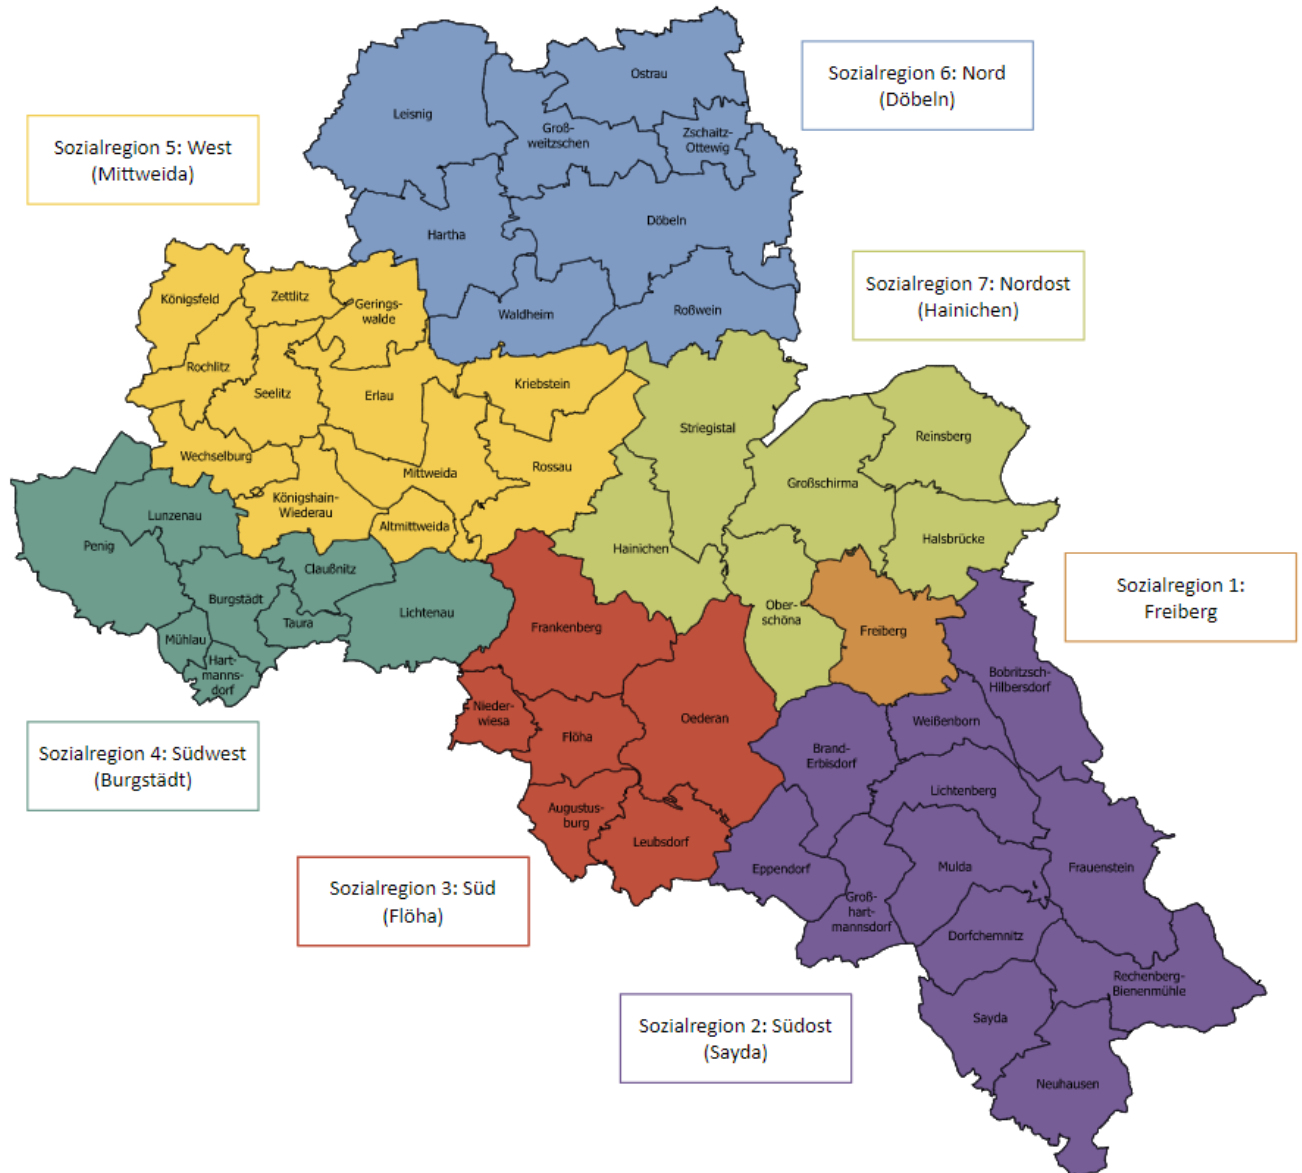 Sozialregion 6: Nord
(Döbeln)
Sozialregion 5: West
(Mittweida)
Sozialregion 7: Nordost
(Hainichen)
Sozialregion 1:
Freiberg
Sozialregion 4: Südwest
(Burgstädt)
Sozialregion 3: Süd
(Flöha)
Sozialregion 2: Südost
(Sayda)
Ostrau
Leisnig
Groß-
weitzschen
Zschaitz-
Ottewig
Döbeln
Hartha
Waldheim
Roßwein
Königsfeld
Zettlitz
Gerings-
walde
Rochlitz
Seelitz
Erlau
Kriebstein
Wechselburg
Mittweida
Rossau
Königshain-
Wiederau
Altmittweida
Striegistal
Reinsberg
Großschirma
Halsbrücke
Hainichen
Ober-
schöna
Freiberg
Lunzenau
Penig
Claußnitz
Burgstädt
Taura
Lichtenau
Mühlau
Hart-
manns-
dorf
Frankenberg
Nieder-
wiesa
Flöha
Oederan
Augustus-
burg
Leubsdorf
Bobritzsch-
Hilbersdorf
Weißenborn
Brand-
Erbisdorf
Lichtenberg
Eppendorf
Mulda
Frauenstein
Groß-
hart-
mannsdorf
Dorfchemnitz
Rechenberg-
Bienenmühle
Sayda
Neuhausen